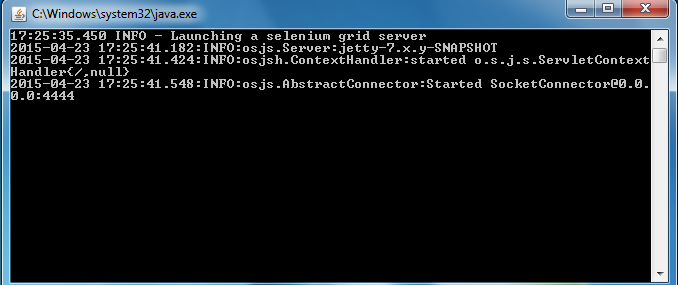 C:\Windows\system32\java.exe
17:25:35.450 INFO - Launching a selenium grid server
2015-04-23 17:25:41.182:INFO:osjs.Server:jetty-7.x.y-SNAPSHOT
2015-04-23 17:25:41.424:INFO:osjsh.ContextHandler:started o.s.j.s.ServletContext
Handler{/,null}
2015-04-23 17:25:41.548:INFO:osjs.AbstractConnector:Started SocketConnector@0.0.
0.0:4444